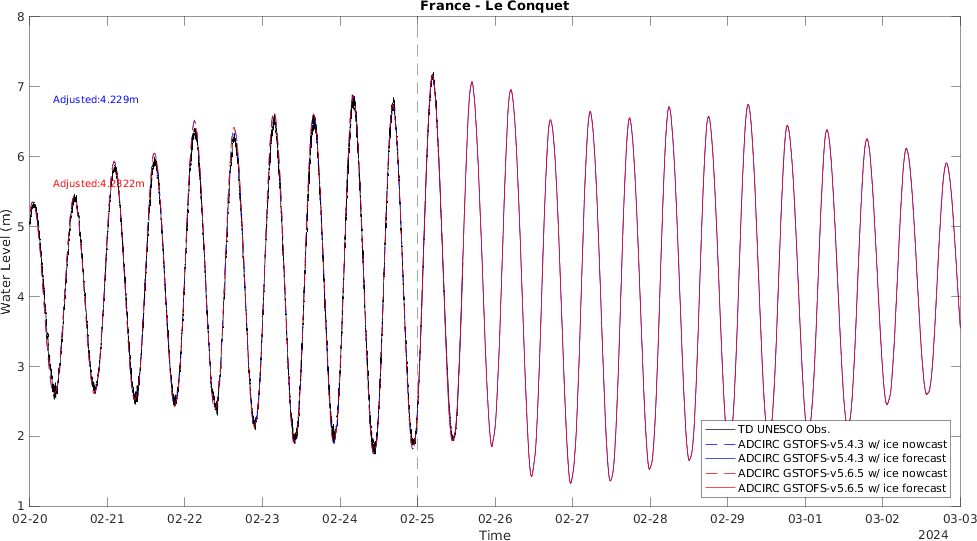 France - Le Conquet
8
7
6
5
4
3
2
1
Water Level (m)
Adjusted:4.229m
Adjusted:4.2322m
TD UNESCO Obs.
ADCIRC GSTOFS-v5.4.3 w/ ice nowcast
ADCIRC GSTOFS-v5.4.3 w/ ice forecast
ADCIRC GSTOFS-v5.6.5 w/ ice nowcast
ADCIRC GSTOFS-v5.6.5 w/ ice forecast
02-20 02-21 02-22 02-23 02-24 02-25 02-26 02-27 02-28 02-29 03-01 03-02 03-03
Time
2024